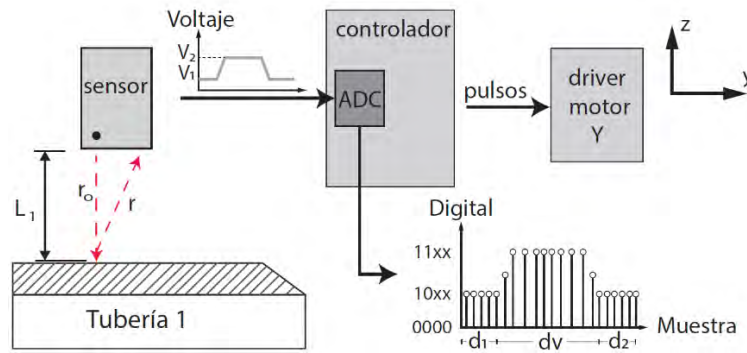 Voltaje
V₂
V₁
sensor
L₁
r₀
r
Tubería 1
controlador
ADC
pulsos
driver
motor
Y
z
y
Digital
11xx
10xx
0000
d₁
dv
d₂
Muestra